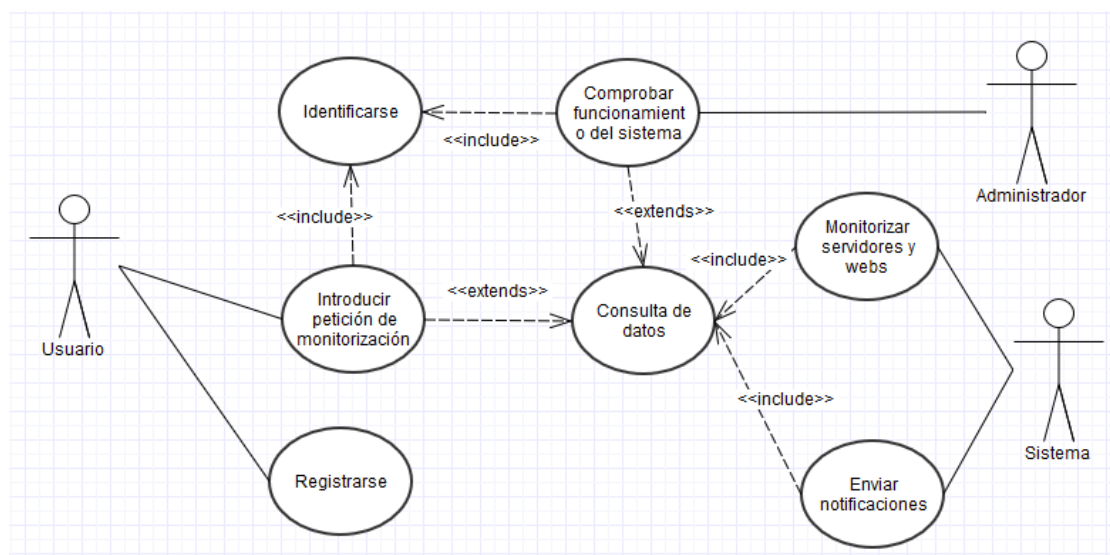 Identificarse
Comprobar
funcionamient
o del sistema
<<include>>
Administrador
<<include>>
<<extends>>
Monitorizar
servidores y
webs
<<include>>
Usuario
Introducir
petición de
monitorización
<<extends>>
Consulta de
datos
<<include>>
Sistema
Registrarse
Enviar
notificaciones